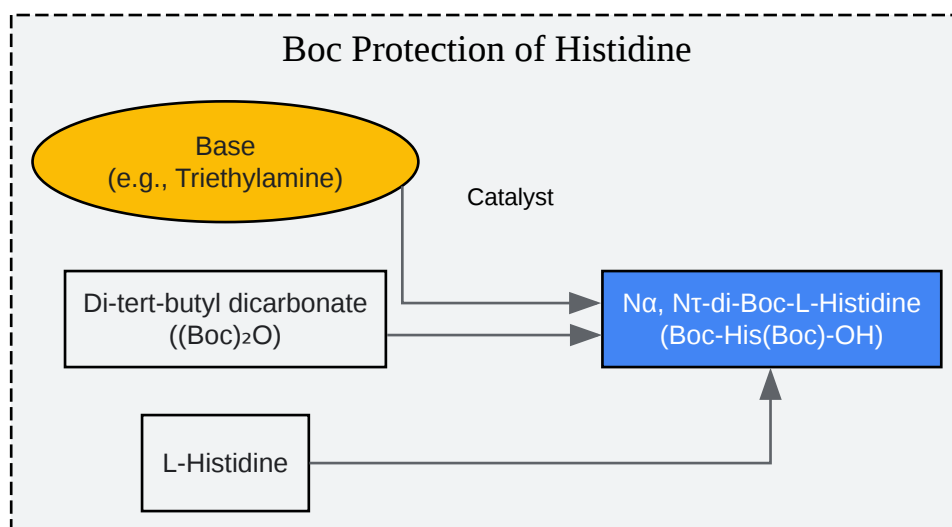 Boc Protection of Histidine
Base
(e.g., Triethylamine)
Catalyst
Di-tert-butyl dicarbonate
((Boc)₂O)
Nα, Nτ-di-Boc-L-Histidine
(Boc-His(Boc)-OH)
L-Histidine